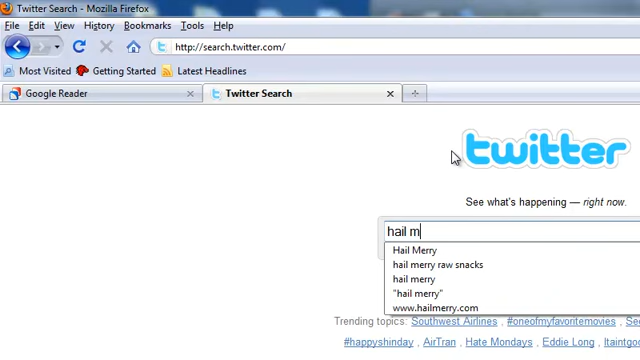 Twitter Search - Mozilla Firefox
File Edit View History Bookmarks Tools Help
http://search.twitter.com/
Most Visited Getting Started Latest Headlines
Google Reader Twitter Search
twitter
See what's happening — right now.
hail m
Hail Merry
hail merry raw snacks
hail merry
"hail merry"
www.hailmerry.com
Trending topics: Southwest Airlines, #oneofmyfavoritemovies,
#happyshinday, AirTran, Hate Mondays, Eddie Long, Itaintgo